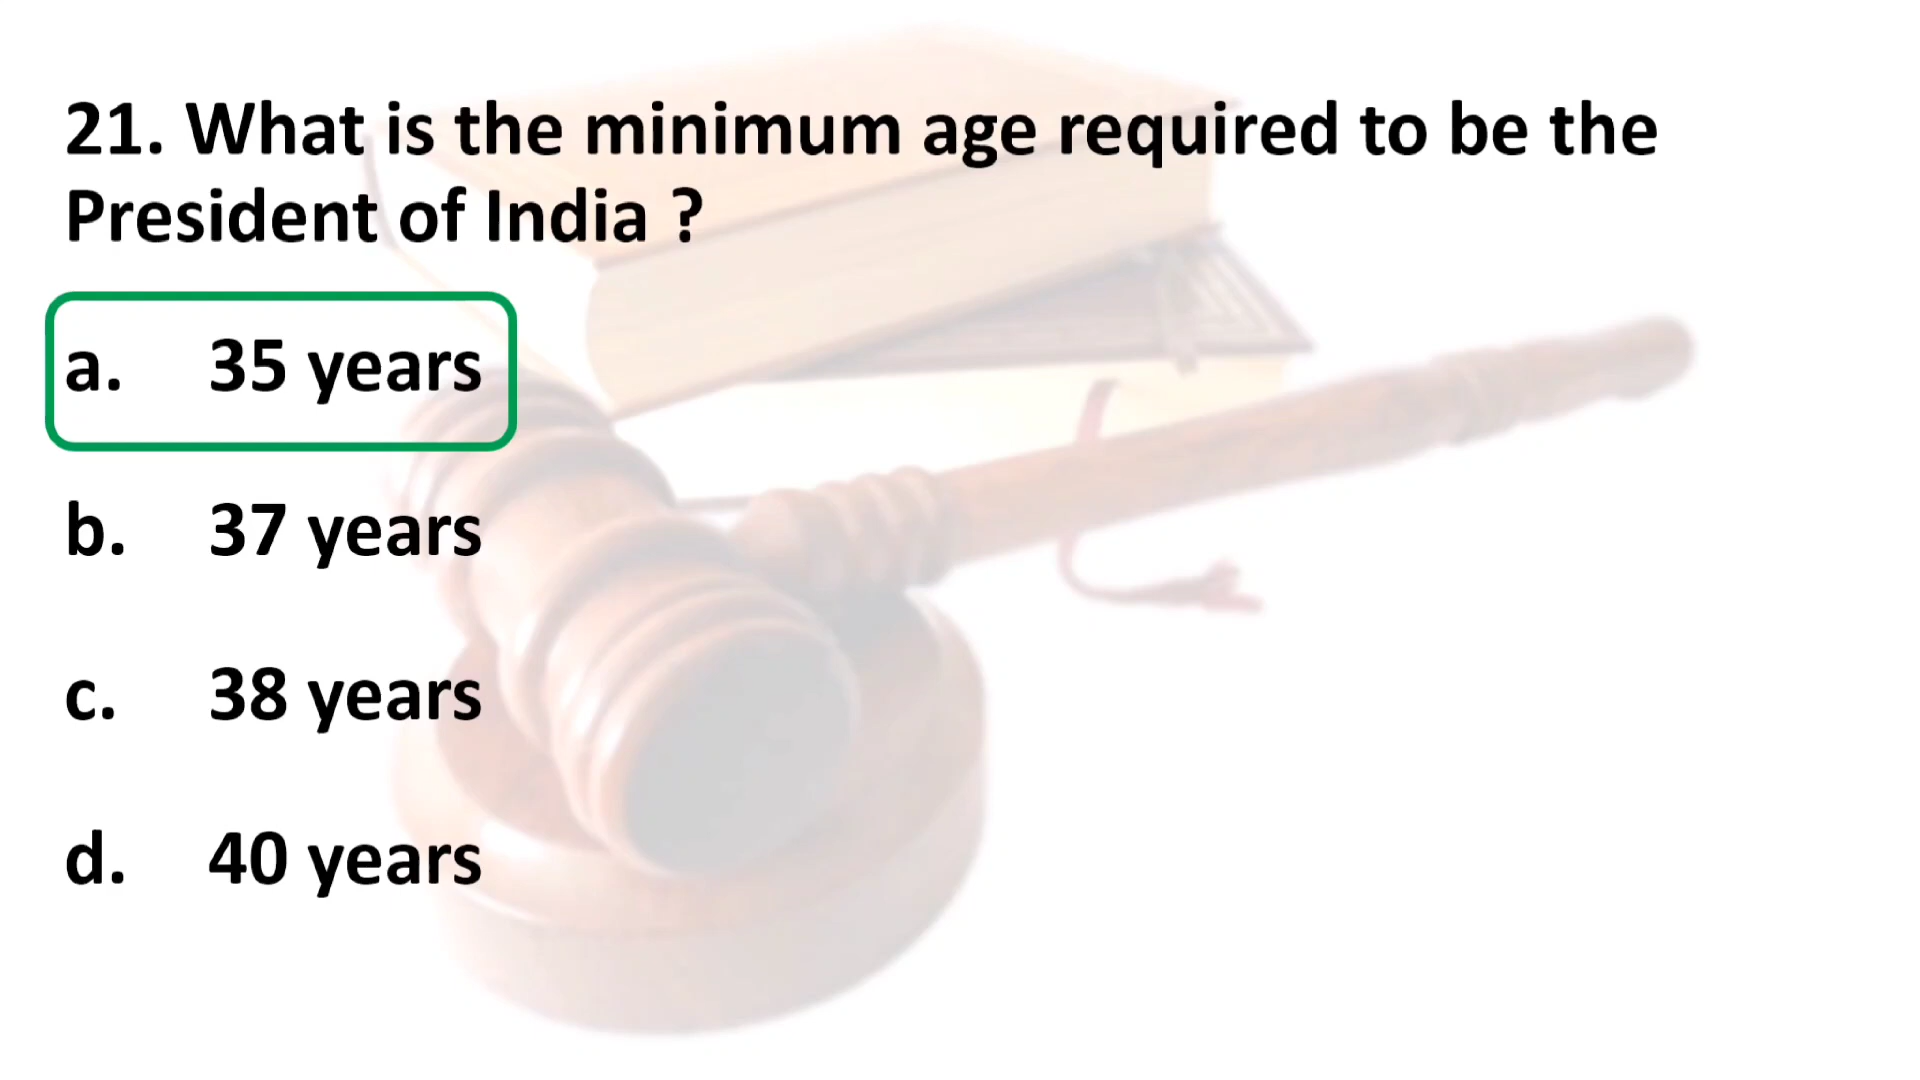 21. What is the minimum age required to be the
President of India ?
a. 35 years
b. 37 years
c. 38 years
d. 40 years